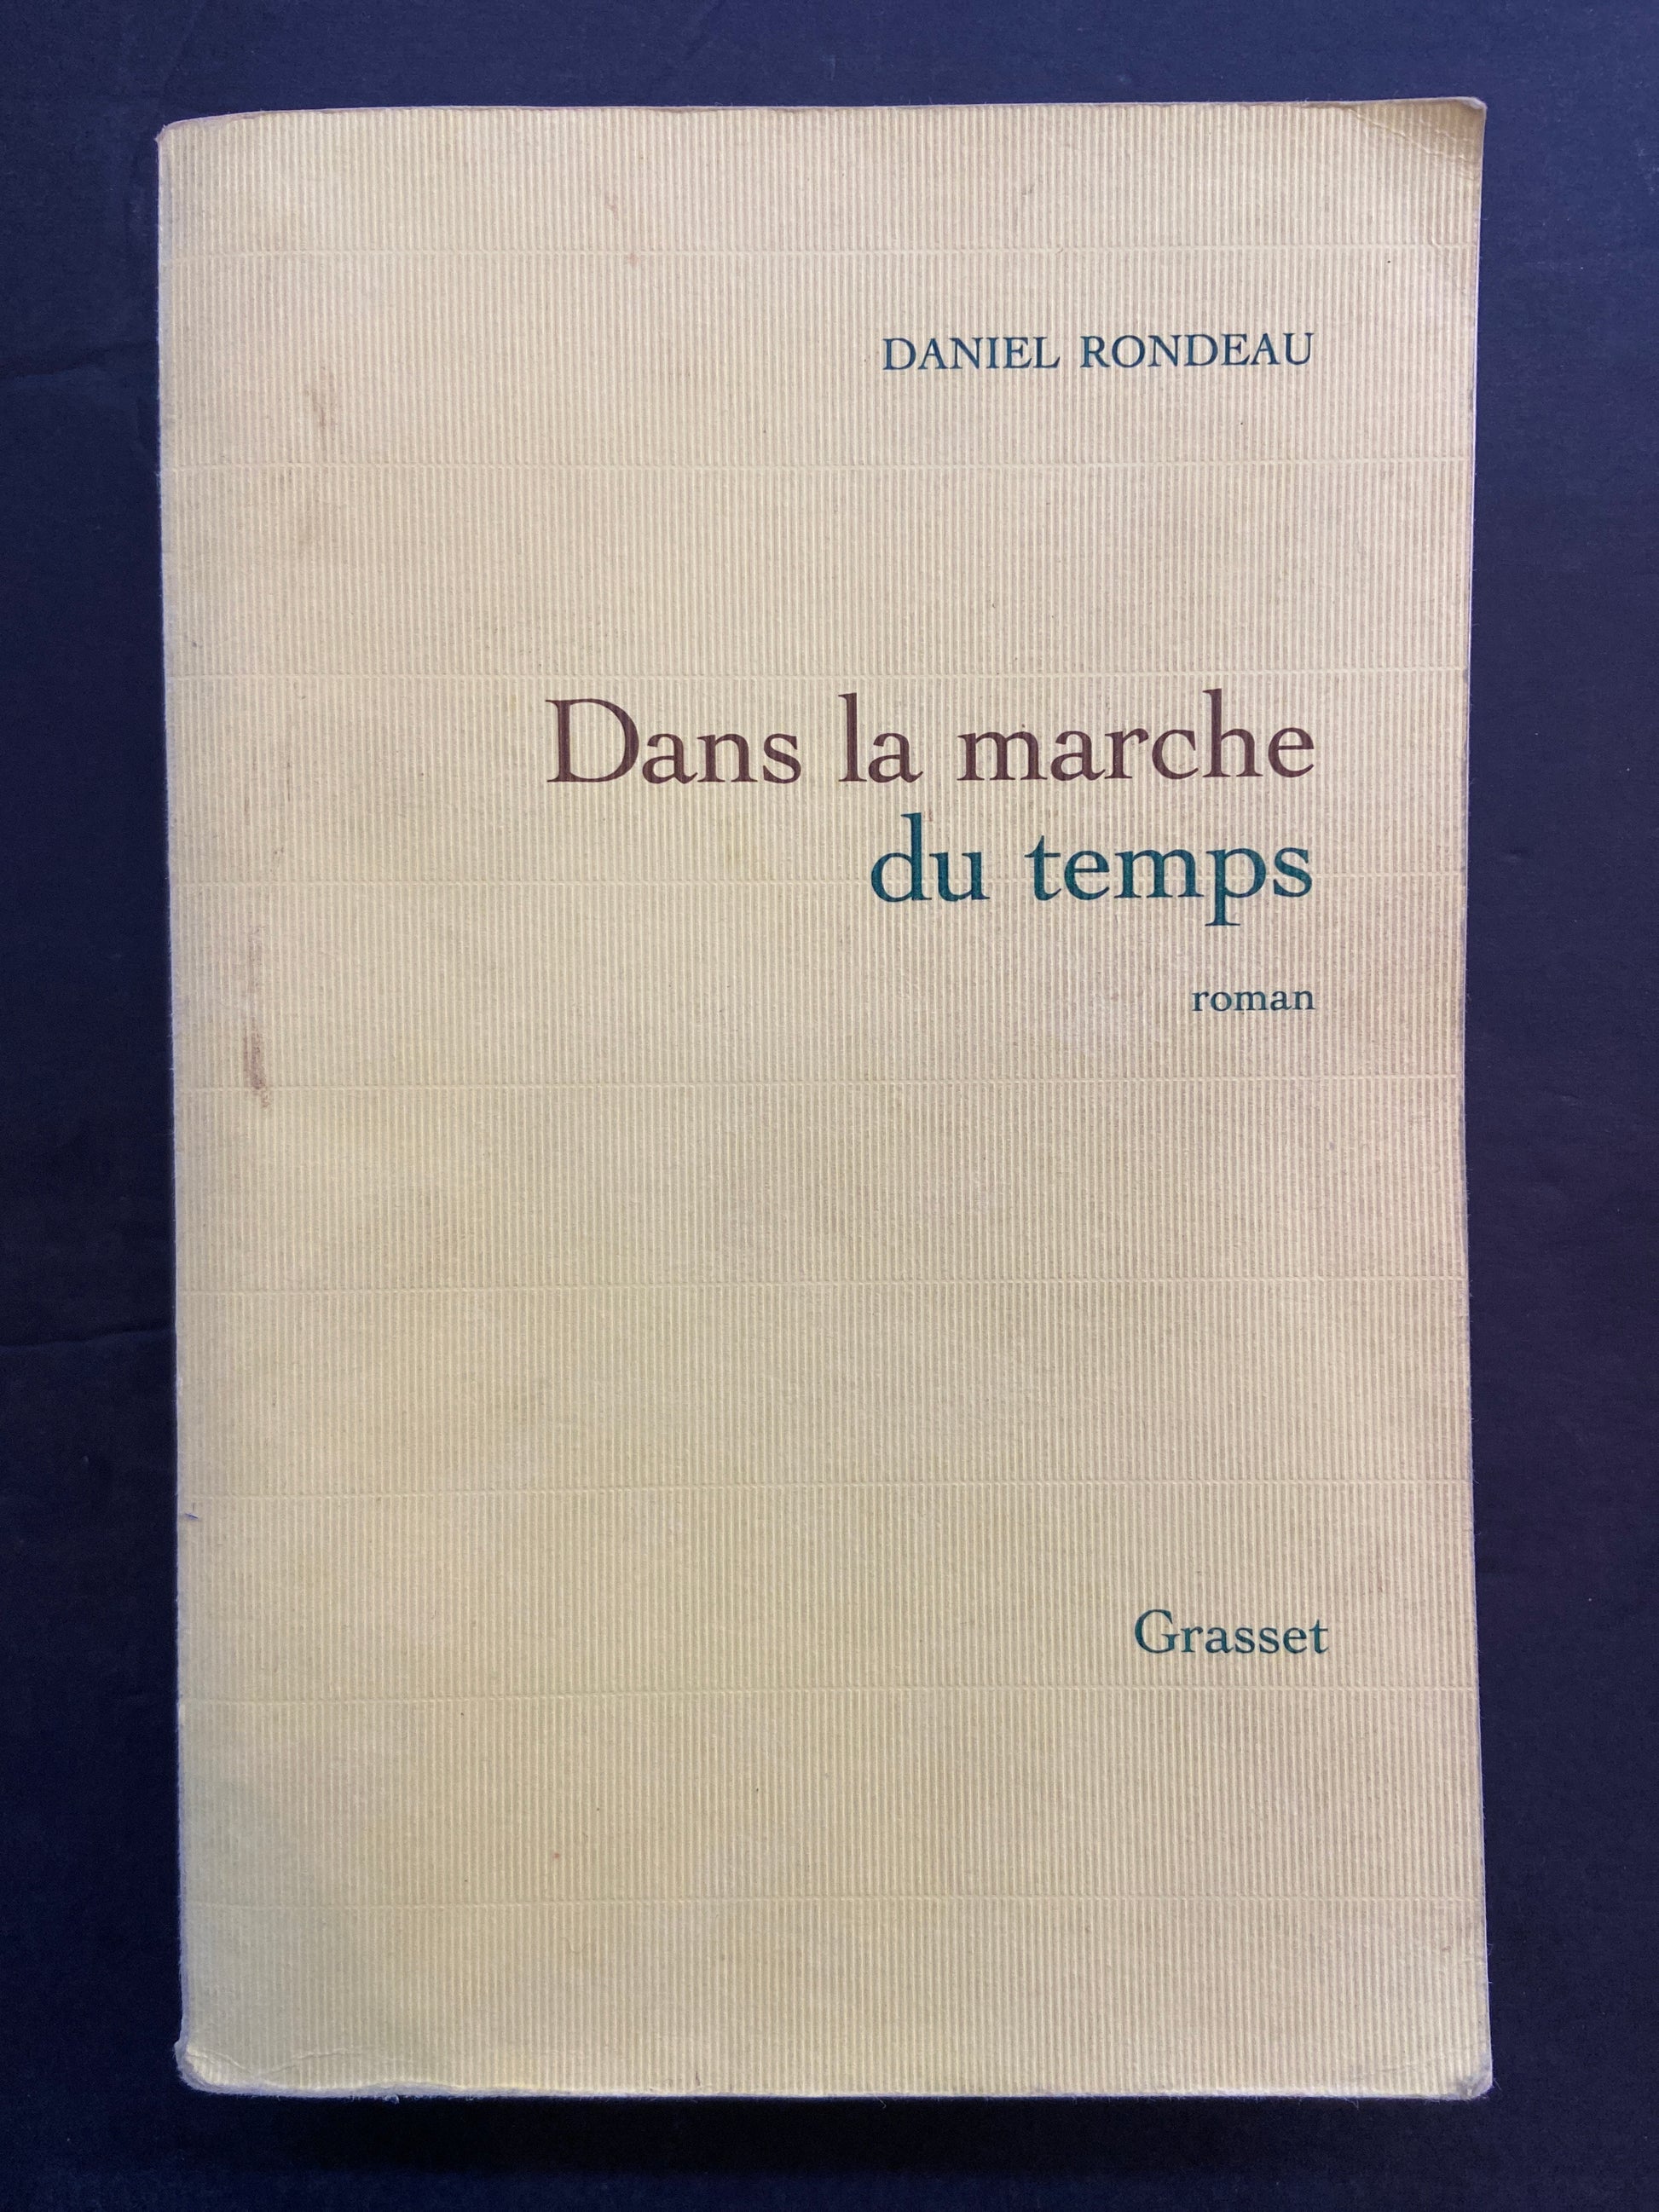 DANIEL RONDEAU
Dans la marche
du temps
roman
Grasset